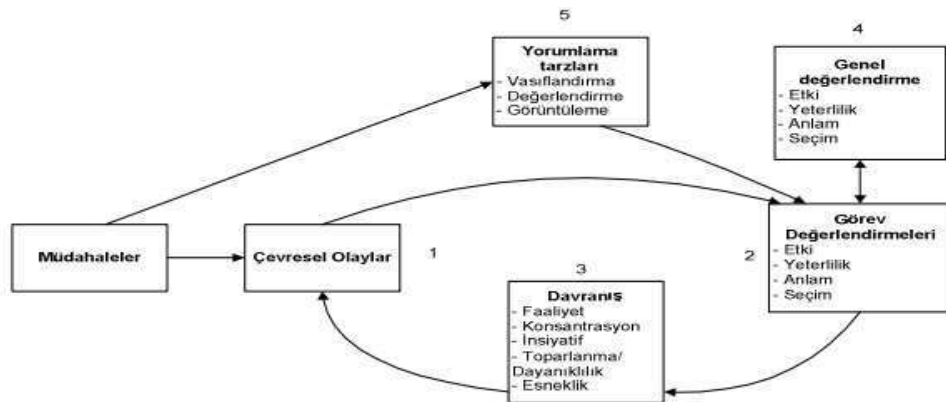 5
Yorumlama
tarzları
- Vasıflandırma
- Değerlendirme
- Görüntüleme
4
Genel
değerlendirme
- Etki
- Yeterlilik
- Anlam
- Seçim
Müdahaleler
Çevresel Olaylar
1
2
Görev
Değerlendirmeleri
- Etki
- Yeterlilik
- Anlam
- Seçim
3
Davranış
- Faaliyet
- Konsantrasyon
- İnsiyatif
- Toparlanma/
Dayanıklılık
- Esneklik